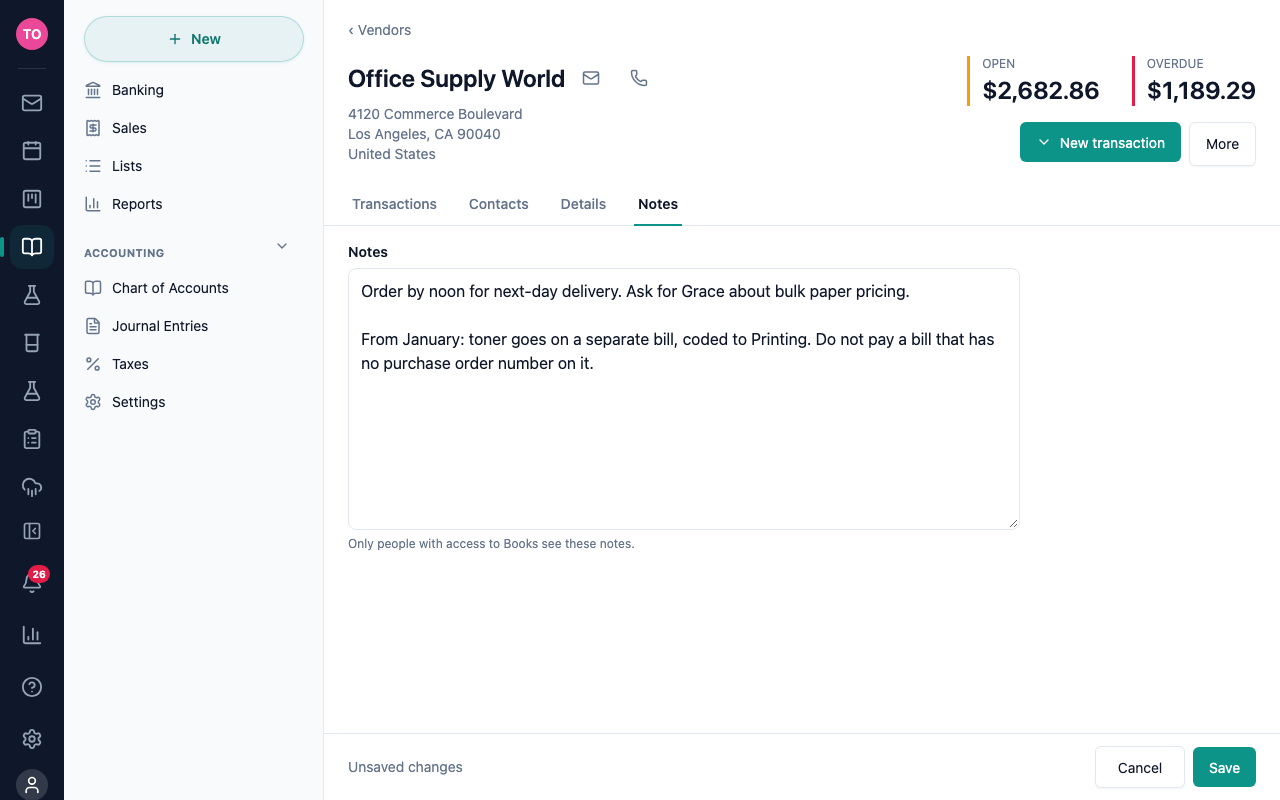 TO
New
Banking
Sales
Lists
Reports
ACCOUNTING
Chart of Accounts
Journal Entries
Taxes
Settings
26
‹ Vendors
Office Supply World
4120 Commerce Boulevard
Los Angeles, CA 90040
United States
OPEN
$2,682.86
OVERDUE
$1,189.29
New transaction
More
Transactions
Contacts
Details
Notes
Notes
Order by noon for next-day delivery. Ask for Grace about bulk paper pricing.
From January: toner goes on a separate bill, coded to Printing. Do not pay a bill that has
no purchase order number on it.
Only people with access to Books see these notes.
Unsaved changes
Cancel
Save